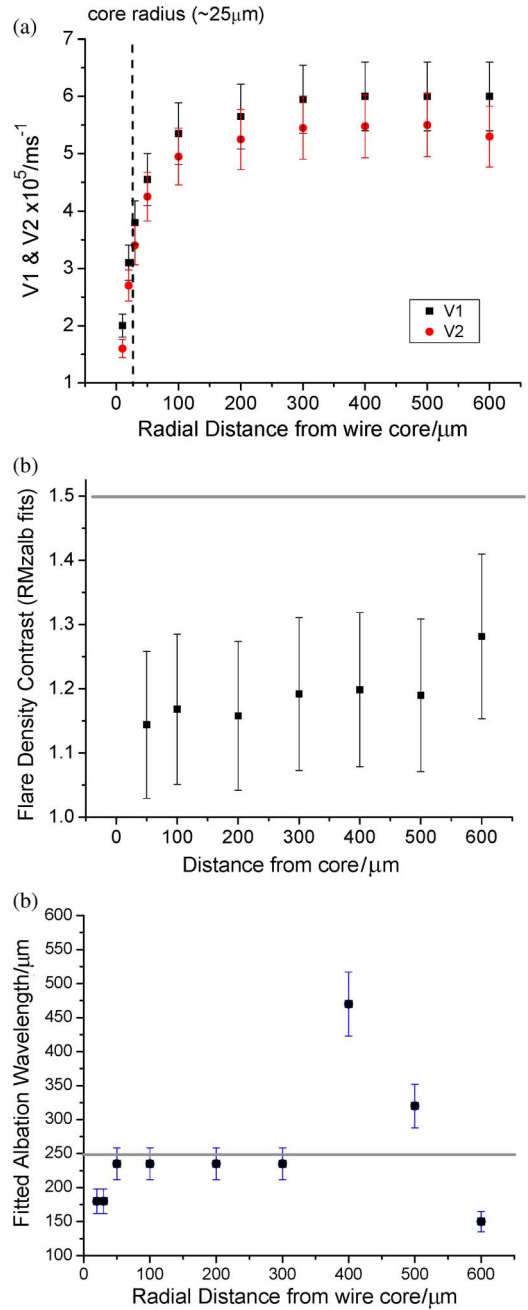 core radius (~25μm)
(a)
7
6
5
4
3
2
1
V1 & V2 x10⁵/ms⁻¹
V1
V2
0 100 200 300 400 500 600
Radial Distance from wire core/μm
(b)
1.5
1.4
1.3
1.2
1.1
1.0
Flare Density Contrast (RMzalb fits)
0 100 200 300 400 500 600
Distance from core/μm
(b)
600
550
500
450
400
350
300
250
200
150
100
Fitted Albation Wavelength/μm
0 100 200 300 400 500 600
Radial Distance from wire core/μm